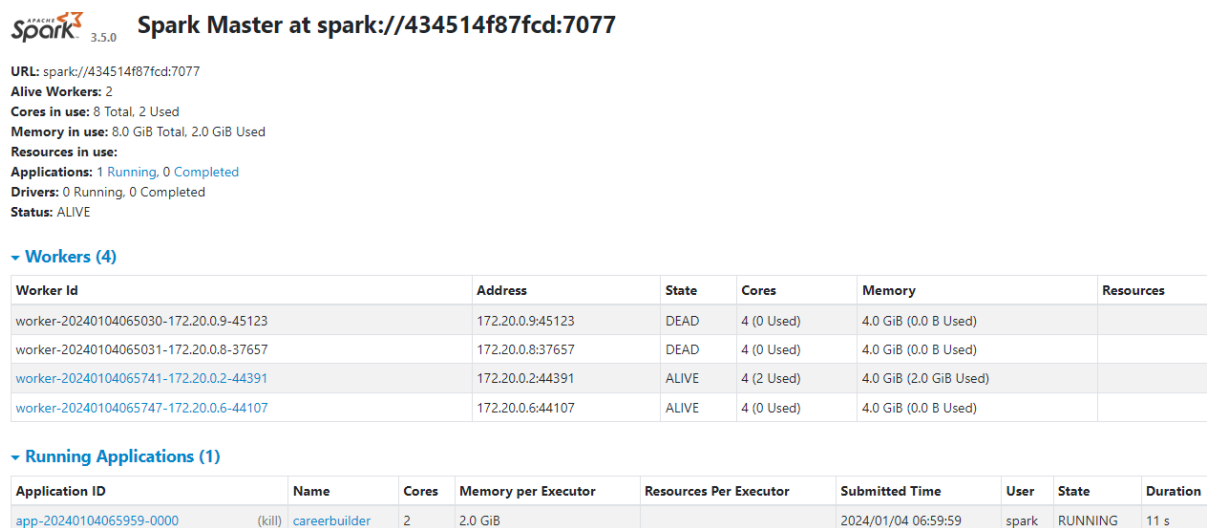 APACHE
Spark 3.5.0 Spark Master at spark://434514f87fcd:7077
URL: spark://434514f87fcd:7077
Alive Workers: 2
Cores in use: 8 Total, 2 Used
Memory in use: 8.0 GiB Total, 2.0 GiB Used
Resources in use:
Applications: 1 Running, 0 Completed
Drivers: 0 Running, 0 Completed
Status: ALIVE
Workers (4)
Worker Id Address State Cores Memory Resources
worker-20240104065030-172.20.0.9-45123 172.20.0.9:45123 DEAD 4 (0 Used) 4.0 GiB (0.0 B Used)
worker-20240104065031-172.20.0.8-37657 172.20.0.8:37657 DEAD 4 (0 Used) 4.0 GiB (0.0 B Used)
worker-20240104065741-172.20.0.2-44391 172.20.0.2:44391 ALIVE 4 (2 Used) 4.0 GiB (2.0 GiB Used)
worker-20240104065747-172.20.0.6-44107 172.20.0.6:44107 ALIVE 4 (0 Used) 4.0 GiB (0.0 B Used)
Running Applications (1)
Application ID Name Cores Memory per Executor Resources Per Executor Submitted Time User State Duration
app-20240104065959-0000 (kill) careerbuilder 2 2.0 GiB 2024/01/04 06:59:59 spark RUNNING 11 s